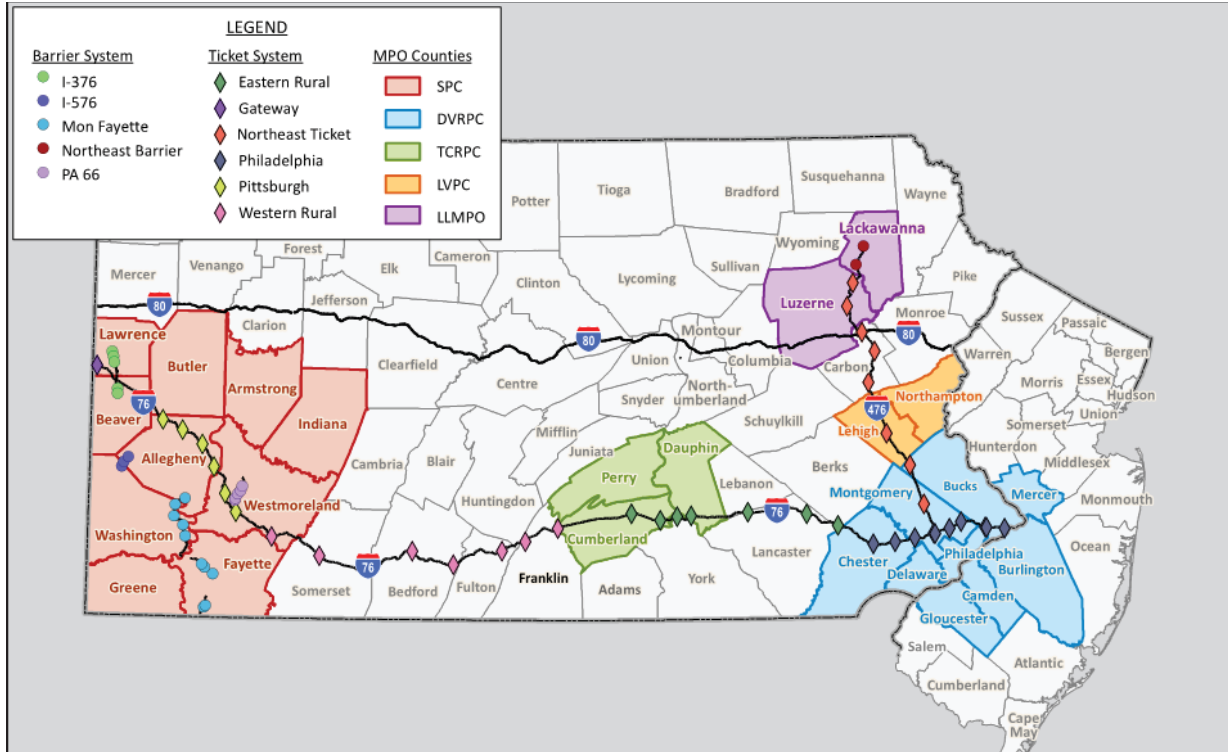 LEGEND
Barrier System
I-376
I-576
Mon Fayette
Northeast Barrier
PA 66
Ticket System
Eastern Rural
Gateway
Northeast Ticket
Philadelphia
Pittsburgh
Western Rural
MPO Counties
SPC
DVRPC
TCRPC
LVPC
LLMPO
Potter
Tioga
Bradford
Susquehanna
Wayne
Wyoming
Lackawanna
Mercer
Venango
Forest
Elk
Cameron
Clinton
Lycoming
Sullivan
Luzerne
Pike
Jefferson
80
Clarion
Lawrence
Butler
Armstrong
Indiana
Clearfield
Centre
80
Union
Montour
Columbia
Monroe
80
Carbon
Sussex
Passaic
Bergen
Warren
Morris
Essex
Hudson
Union
Somerset
Hunterdon
Middlesex
Monmouth
76
Beaver
Allegheny
Westmoreland
Washington
Greene
Fayette
Cambria
Blair
Huntingdon
Mifflin
Juniata
Snyder
North-
umberland
Schuylkill
476
Northampton
Lehigh
Berks
Perry
Dauphin
Lebanon
Cumberland
76
Montgomery
Bucks
Mercer
Somerset
76
Bedford
Fulton
Franklin
Adams
York
Lancaster
Chester
Delaware
Philadelphia
Burlington
Camden
Gloucester
Ocean
Salem
Atlantic
Cumberland
Cape
May